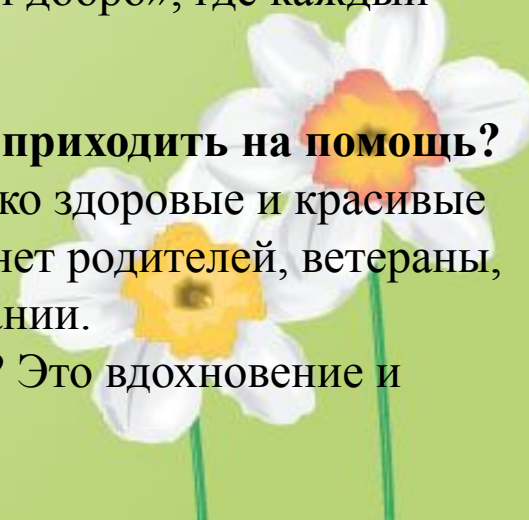 добро», где каждый
приходить на помощь?
ко здоровые и красивые
нет родителей, ветераны,
нии.
? Это вдохновение и